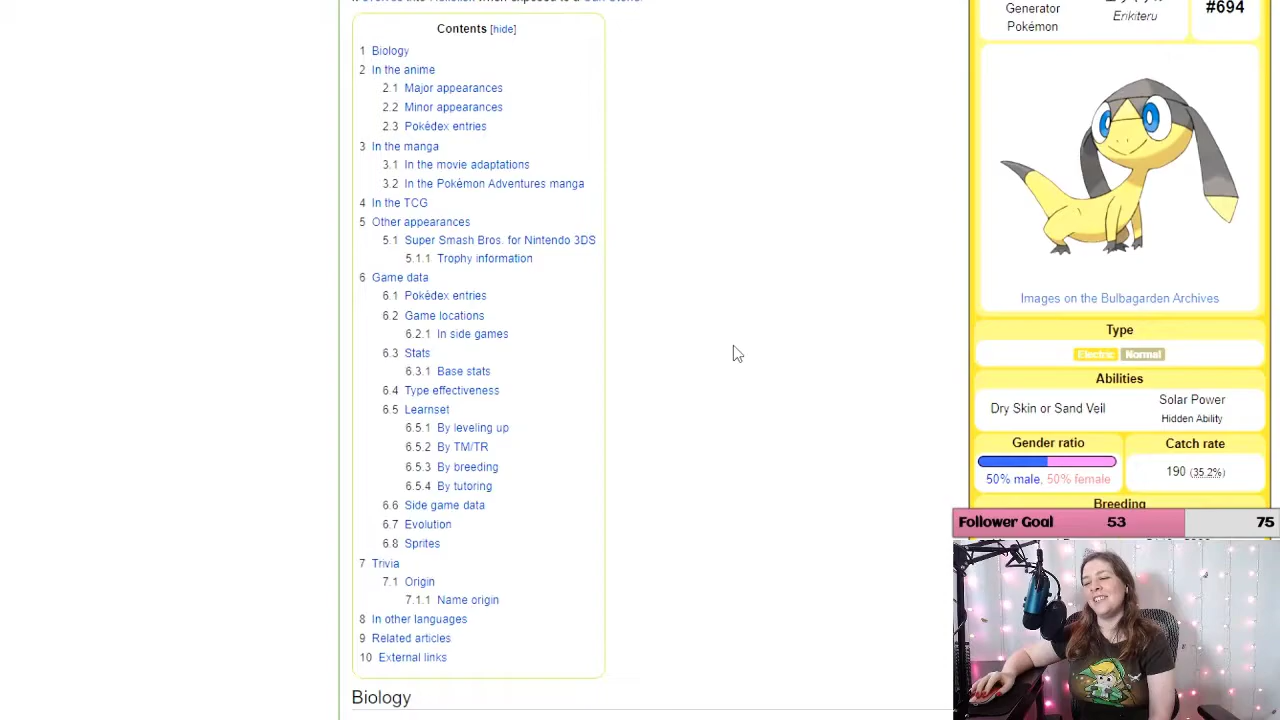 Contents [hide]
1 Biology
2 In the anime
2.1 Major appearances
2.2 Minor appearances
2.3 Pokédex entries
3 In the manga
3.1 In the movie adaptations
3.2 In the Pokémon Adventures manga
4 In the TCG
5 Other appearances
5.1 Super Smash Bros. for Nintendo 3DS
5.1.1 Trophy information
6 Game data
6.1 Pokédex entries
6.2 Game locations
6.2.1 In side games
6.3 Stats
6.3.1 Base stats
6.4 Type effectiveness
6.5 Learnset
6.5.1 By leveling up
6.5.2 By TM/TR
6.5.3 By breeding
6.5.4 By tutoring
6.6 Side game data
6.7 Evolution
6.8 Sprites
7 Trivia
7.1 Origin
7.1.1 Name origin
8 In other languages
9 Related articles
10 External links
Biology
Generator
Pokémon
Erikiteru
#694
Images on the Bulbagarden Archives
Type
Electric Normal
Abilities
Dry Skin or Sand Veil
Solar Power
Hidden Ability
Gender ratio
50% male, 50% female
Catch rate
190 (35.2%)
Breeding
Follower Goal 53 75